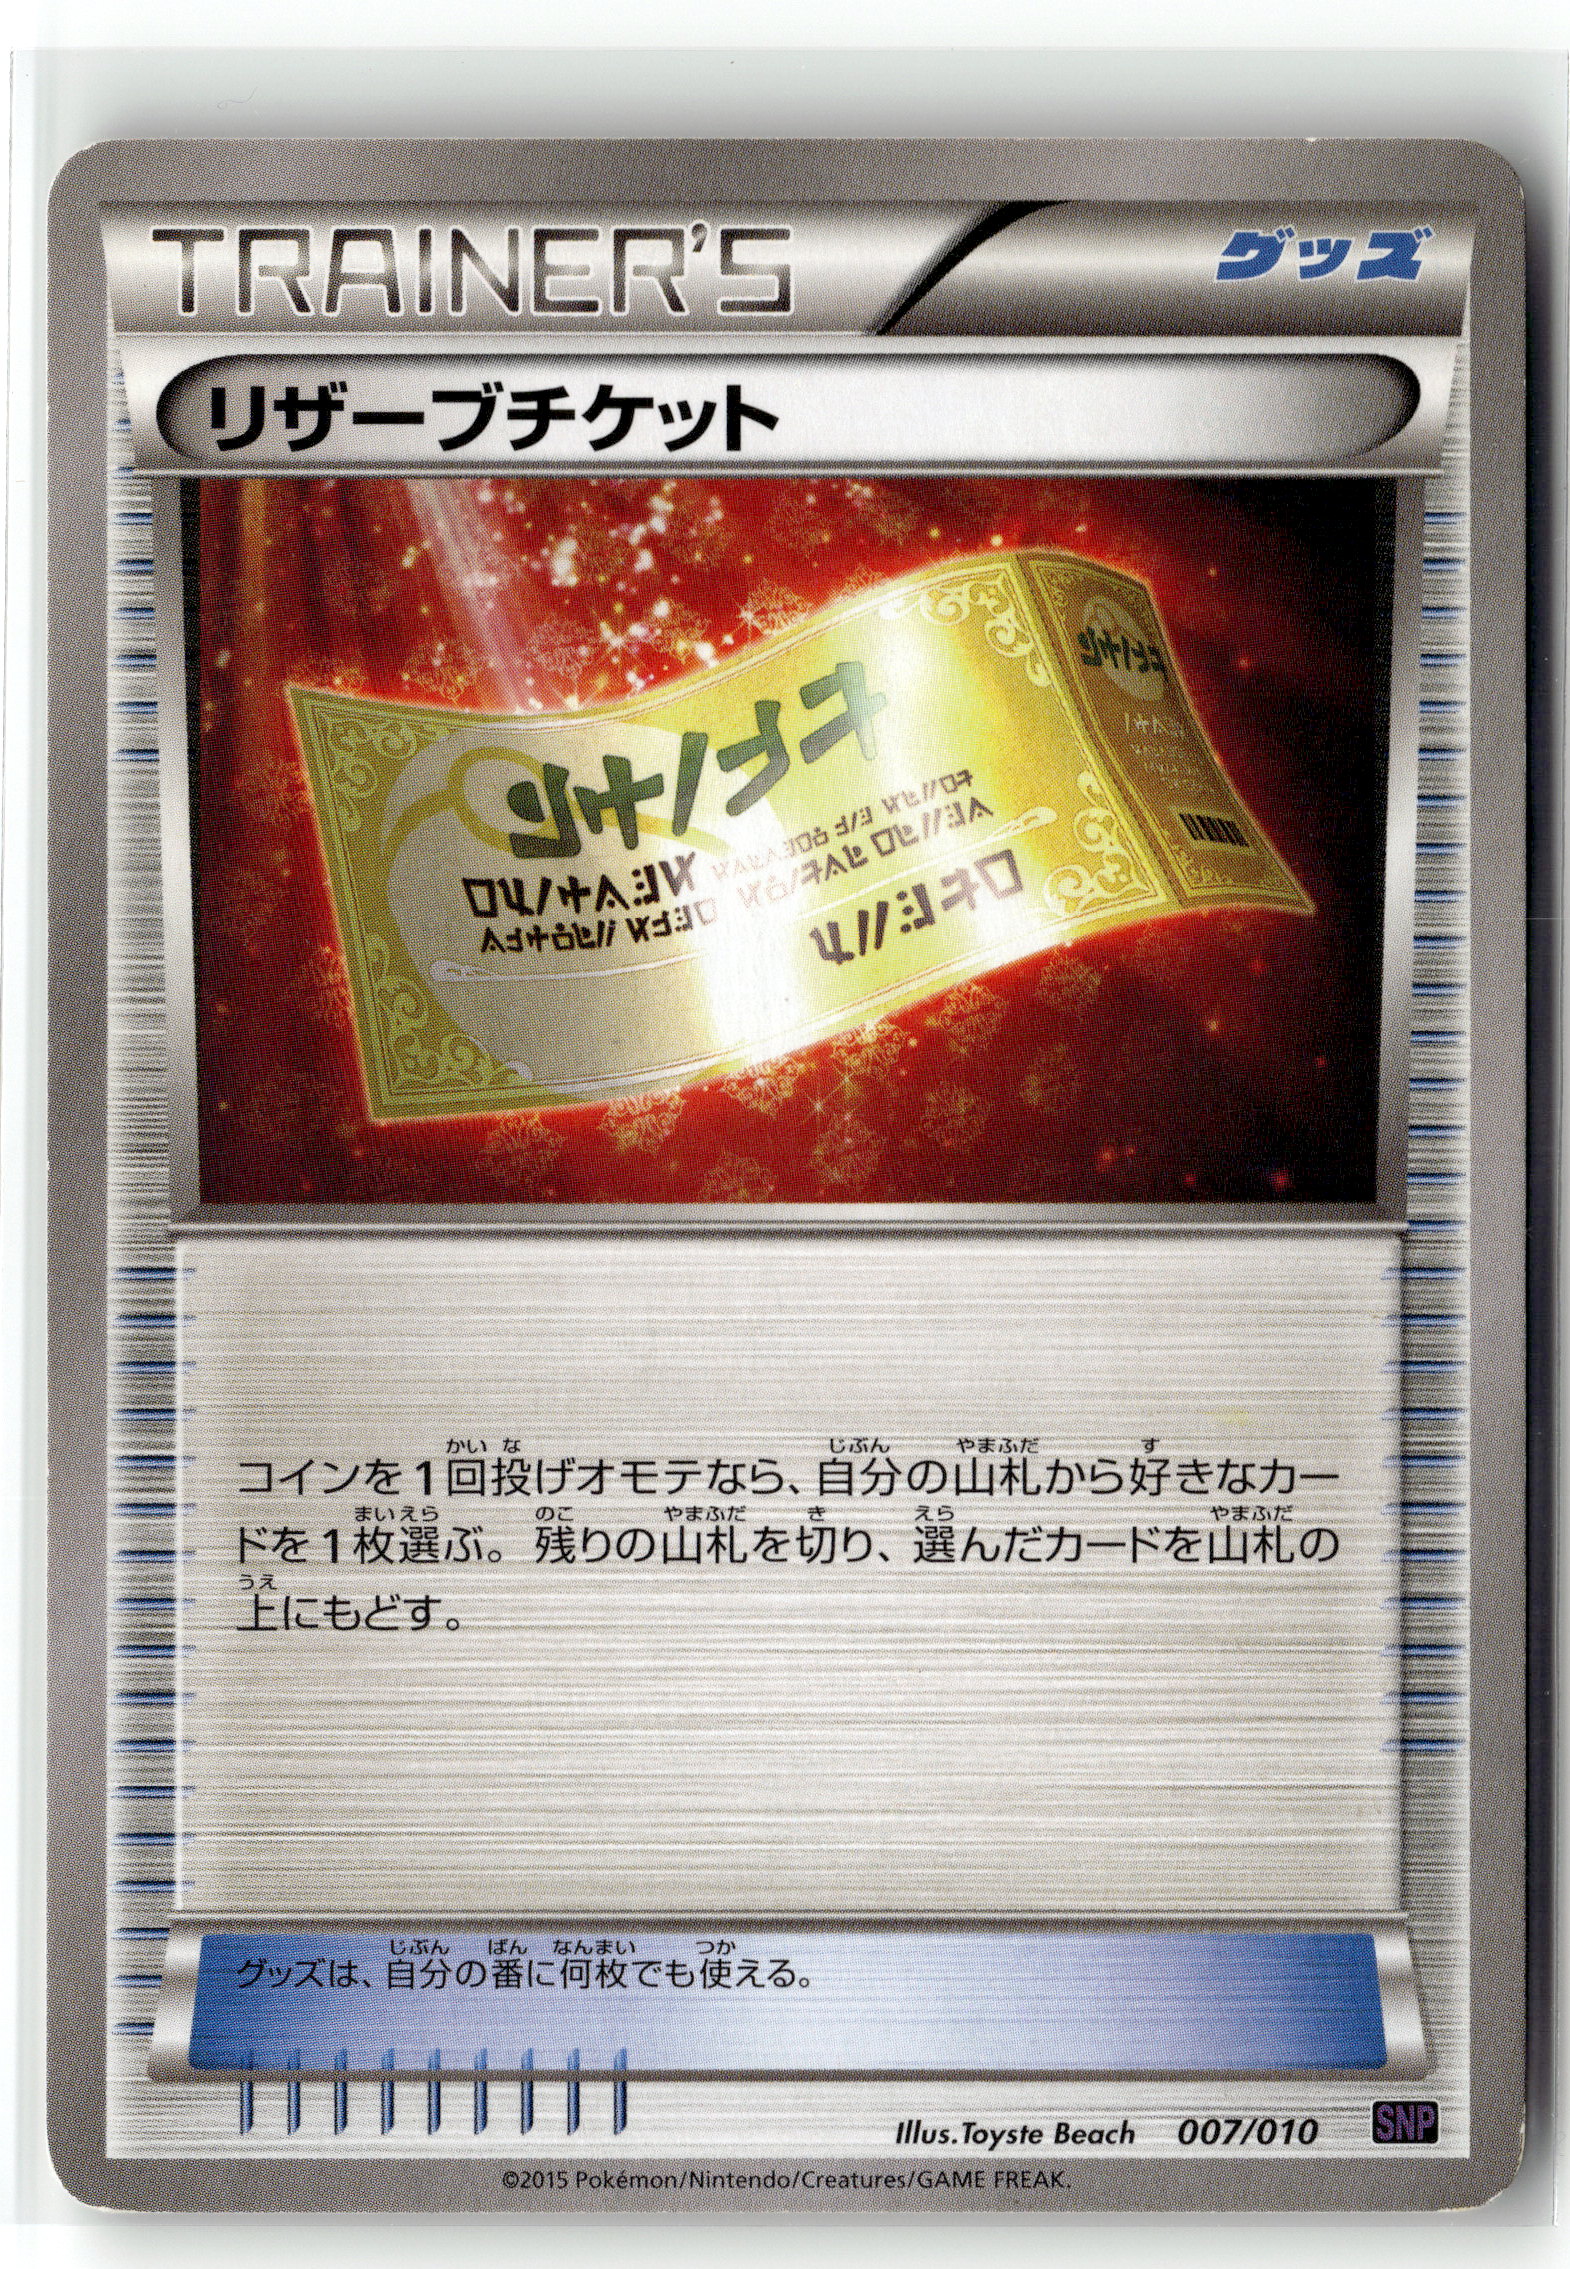 TRAINER'S
グッズ
リザーブチケット
コインを1回投げオモテなら、自分の山札から好きなカー
ドを1枚選ぶ。残りの山札を切り、選んだカードを山札の
上にもどす。
グッズは、自分の番に何枚でも使える。
Illus.Toyste Beach 007/010 SNP
©2015 Pokémon/Nintendo/Creatures/GAME FREAK.